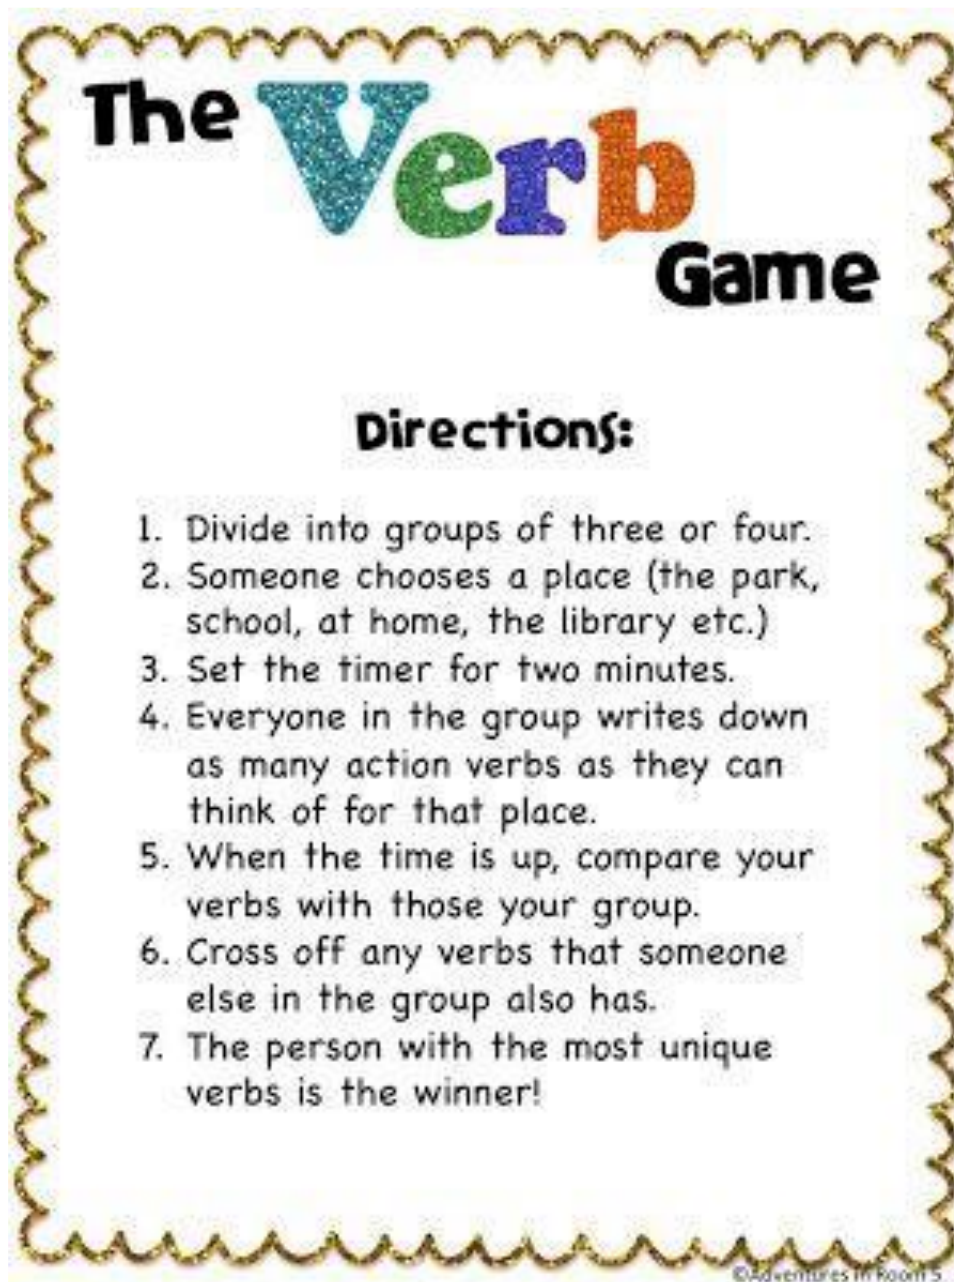 The Verb
Game
Directions:
1. Divide into groups of three or four.
2. Someone chooses a place (the park,
school, at home, the library etc.)
3. Set the timer for two minutes.
4. Everyone in the group writes down
as many action verbs as they can
think of for that place.
5. When the time is up, compare your
verbs with those your group.
6. Cross off any verbs that someone
else in the group also has.
7. The person with the most unique
verbs is the winner!
©Adventures in Room 5